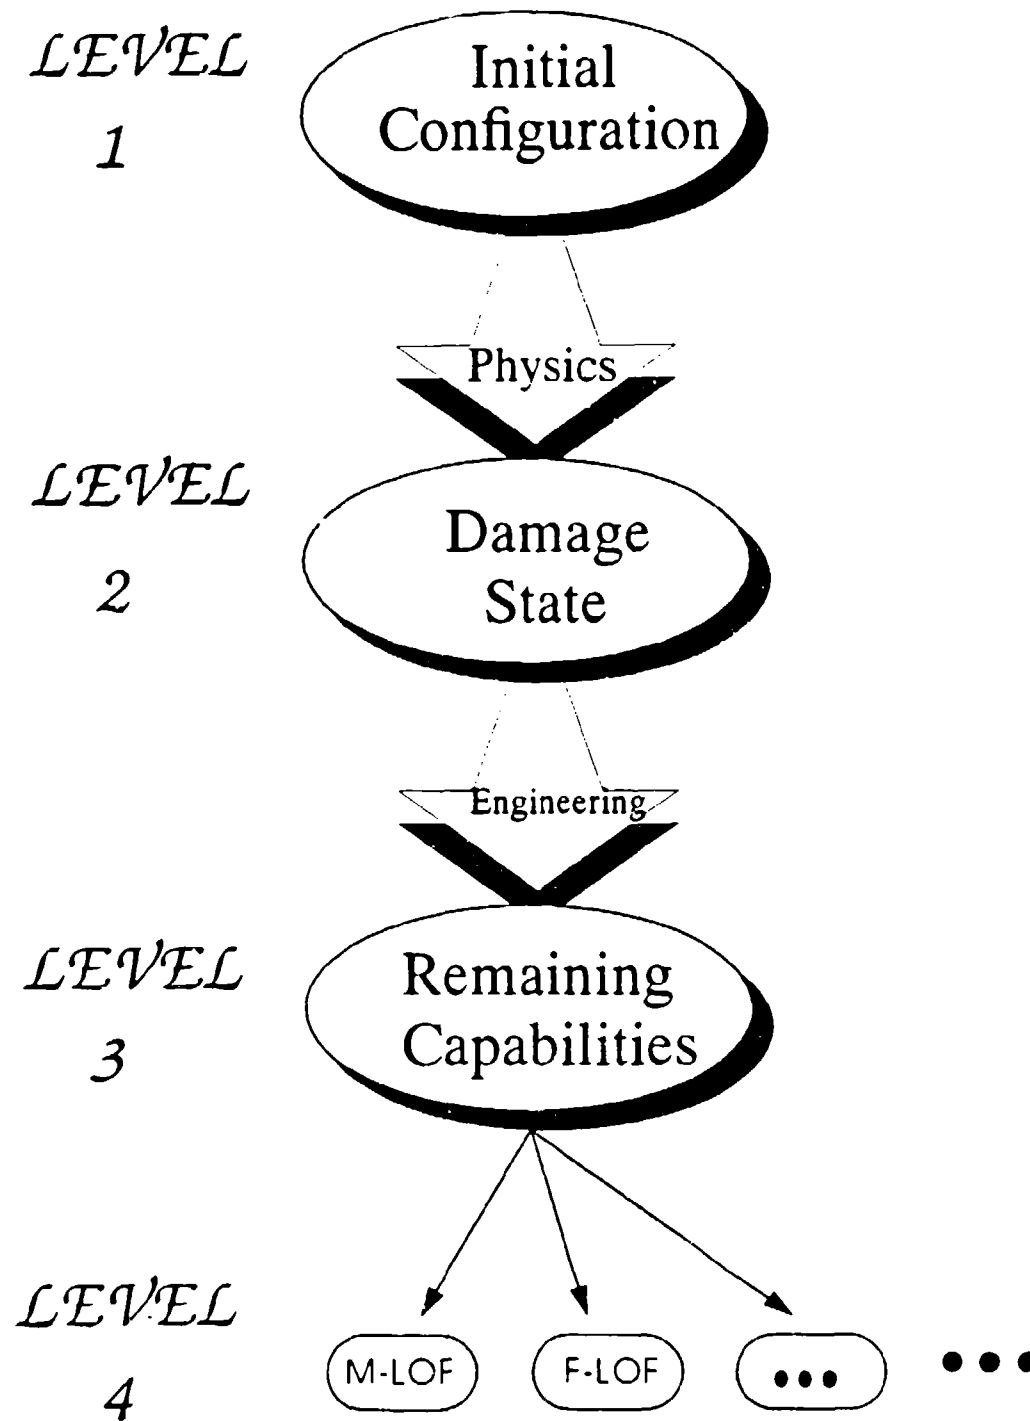 LEVEL
1
Initial
Configuration
Physics
LEVEL
2
Damage
State
Engineering
LEVEL
3
Remaining
Capabilities
LEVEL
4
M-LOF
F-LOF
•••
•••